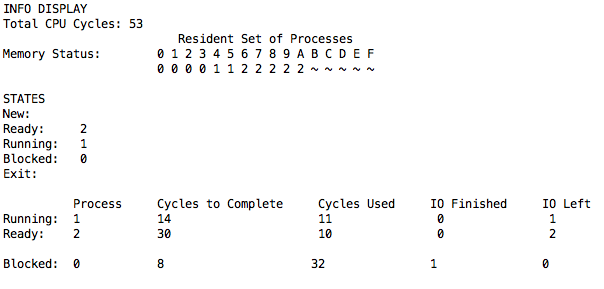 INFO DISPLAY
Total CPU Cycles: 53
Resident Set of Processes
Memory Status: 0 1 2 3 4 5 6 7 8 9 A B C D E F
0 0 0 0 1 1 2 2 2 2 2 ~ ~ ~ ~ ~
STATES
New:
Ready: 2
Running: 1
Blocked: 0
Exit:
Process Cycles to Complete Cycles Used IO Finished IO Left
Running: 1 14 11 0 1
Ready: 2 30 10 0 2
Blocked: 0 8 32 1 0